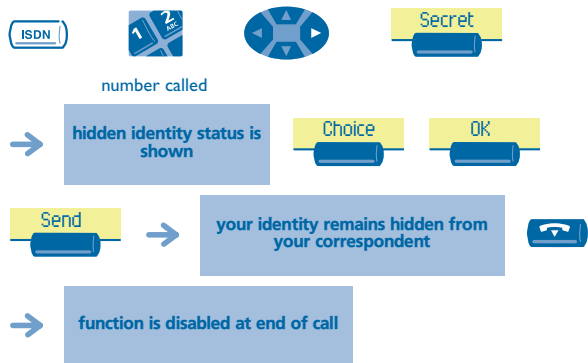 ISDN
1 2 ABC
Secret
number called
hidden identity status is
shown
Choice
OK
Send
your identity remains hidden from
your correspondent
function is disabled at end of call